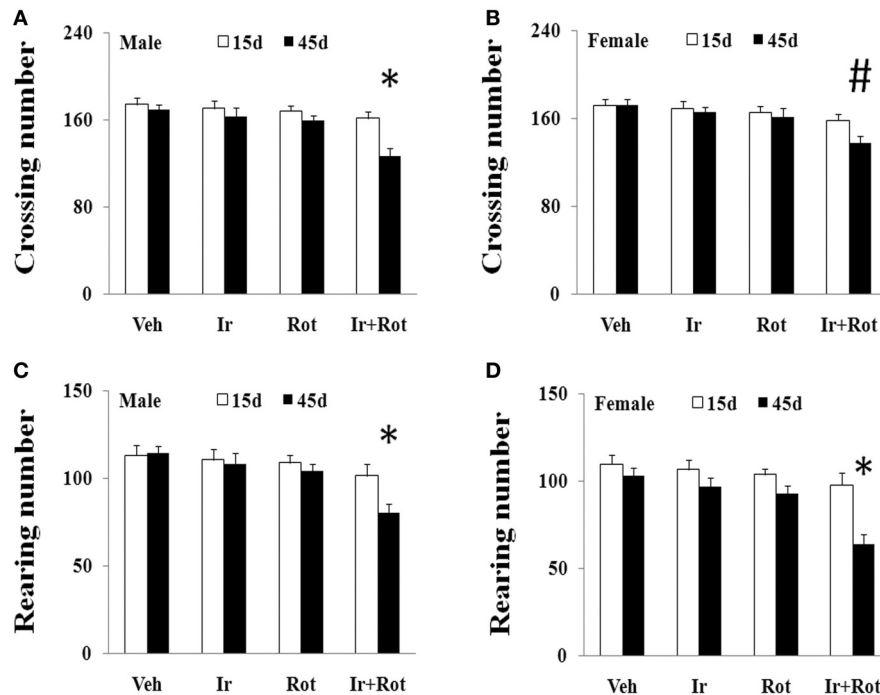 A
Crossing number
240
160
80
0
Male 15d 45d
*
Veh Ir Rot Ir+Rot
B
Crossing number
240
160
80
0
Female 15d 45d
#
Veh Ir Rot Ir+Rot
C
Rearing number
150
100
50
0
Male 15d 45d
*
Veh Ir Rot Ir+Rot
D
Rearing number
150
100
50
0
Female 15d 45d
*
Veh Ir Rot Ir+Rot